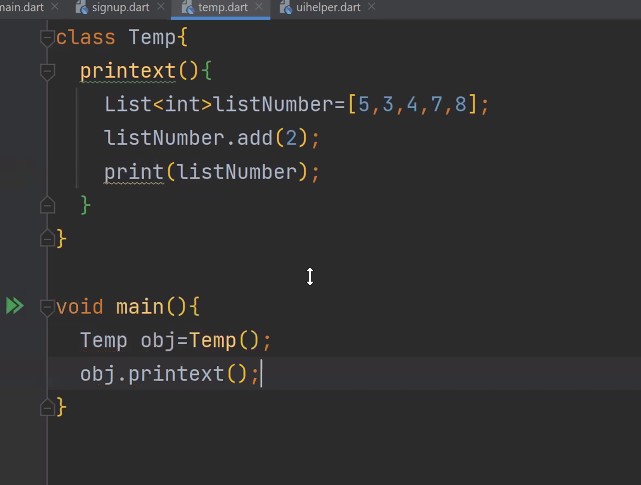 main.dart signup.dart temp.dart uihelper.dart
class Temp{
printext(){
List<int>listNumber=[5,3,4,7,8];
listNumber.add(2);
print(listNumber);
}
}
void main(){
Temp obj=Temp();
obj.printext();
}